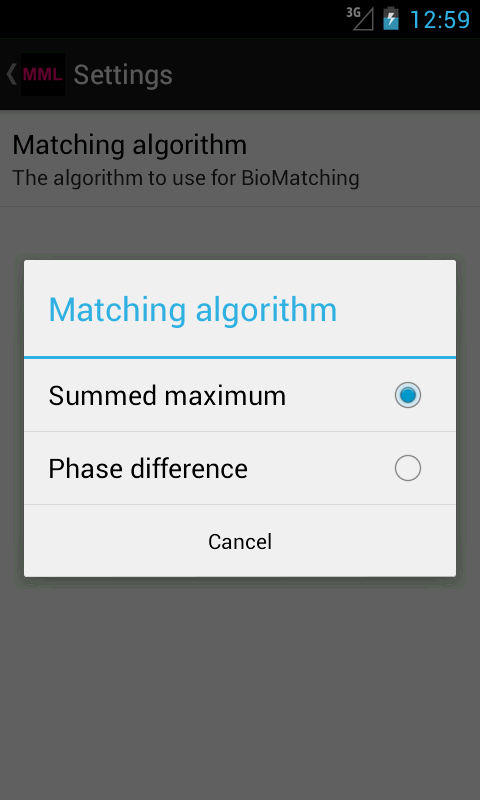 3G 12:59
MML Settings
Matching algorithm
The algorithm to use for BioMatching
Matching algorithm
Summed maximum
Phase difference
Cancel